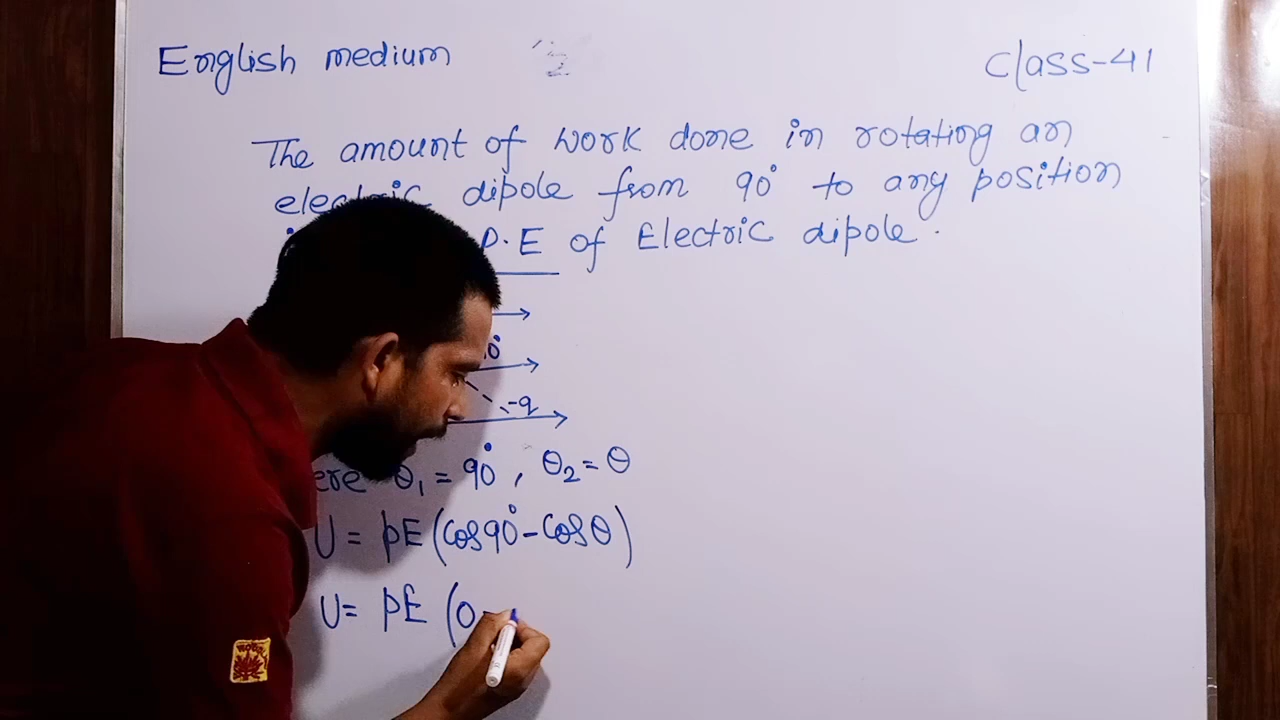 English medium
Class-41
The amount of work done in rotating an
electric dipole from 90° to any position
P.E of Electric dipole.
-q
θ₁ = 90°, θ₂ = θ
U = pE (Cos90° - Cosθ)
U = pE (0 -